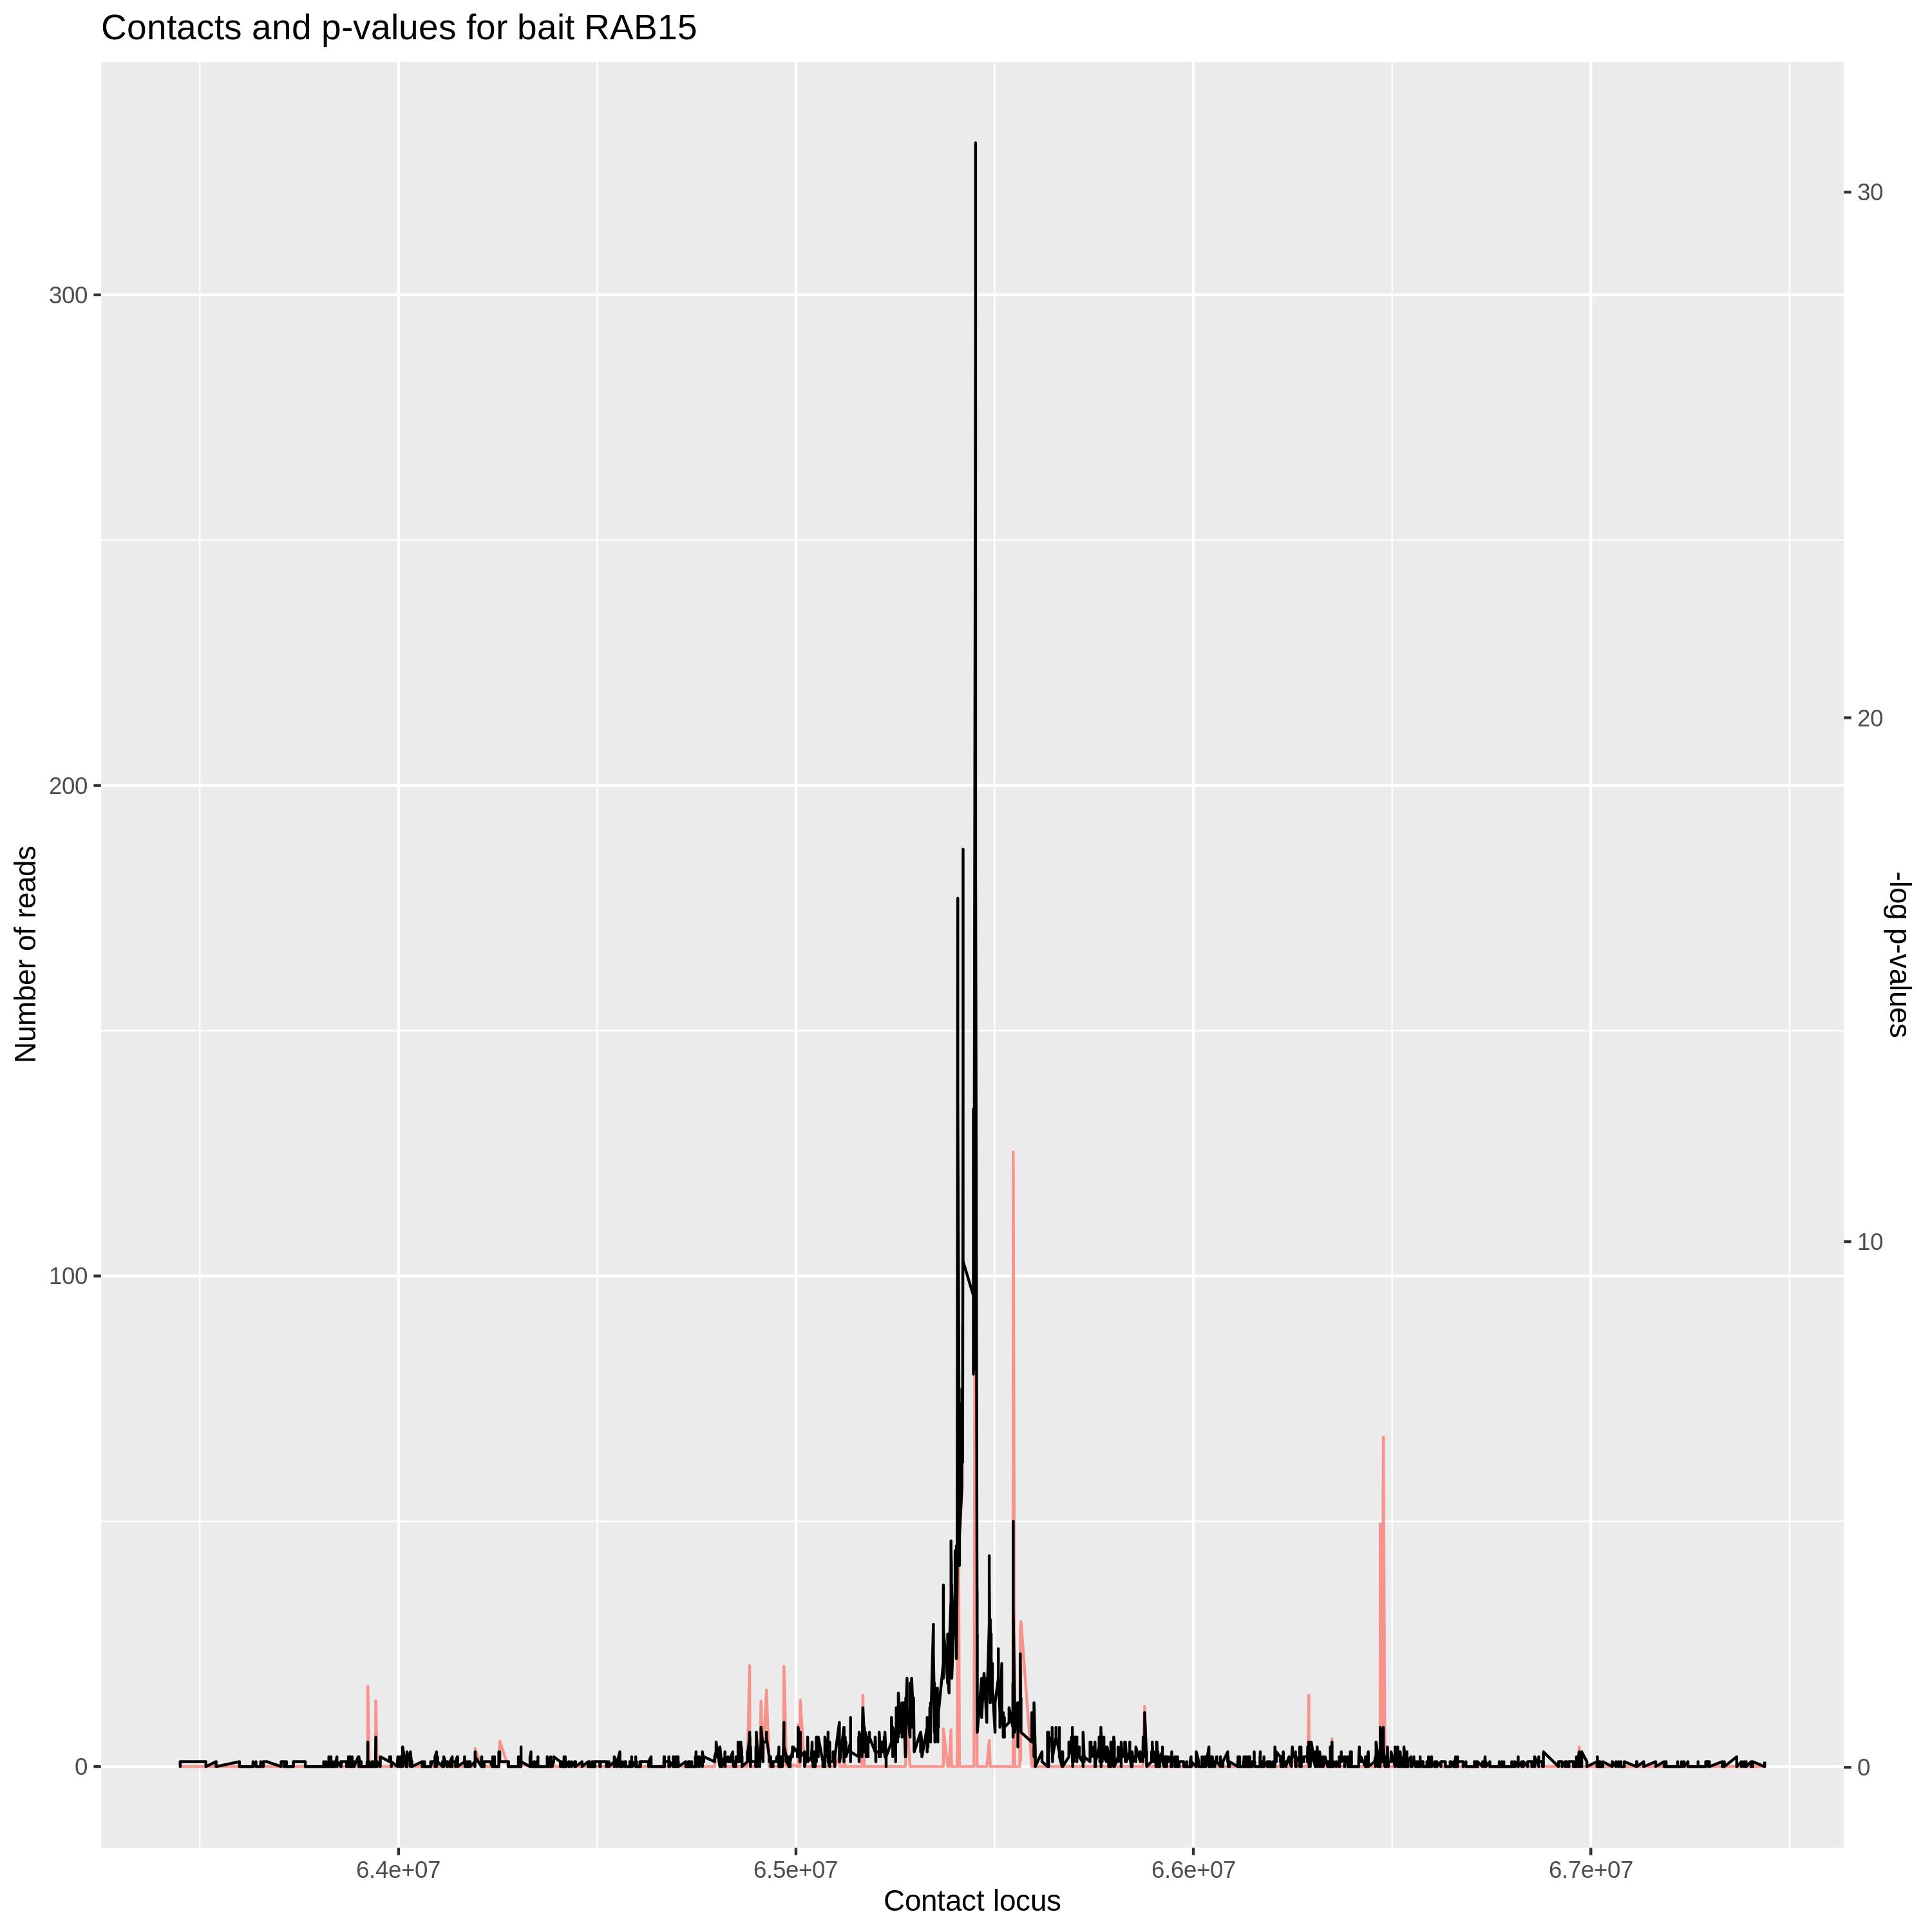 Contacts and p-values for bait RAB15
Number of reads
300
200
100
0
30
20
10
0
-log p-values
6.4e+07 6.5e+07 6.6e+07 6.7e+07
Contact locus